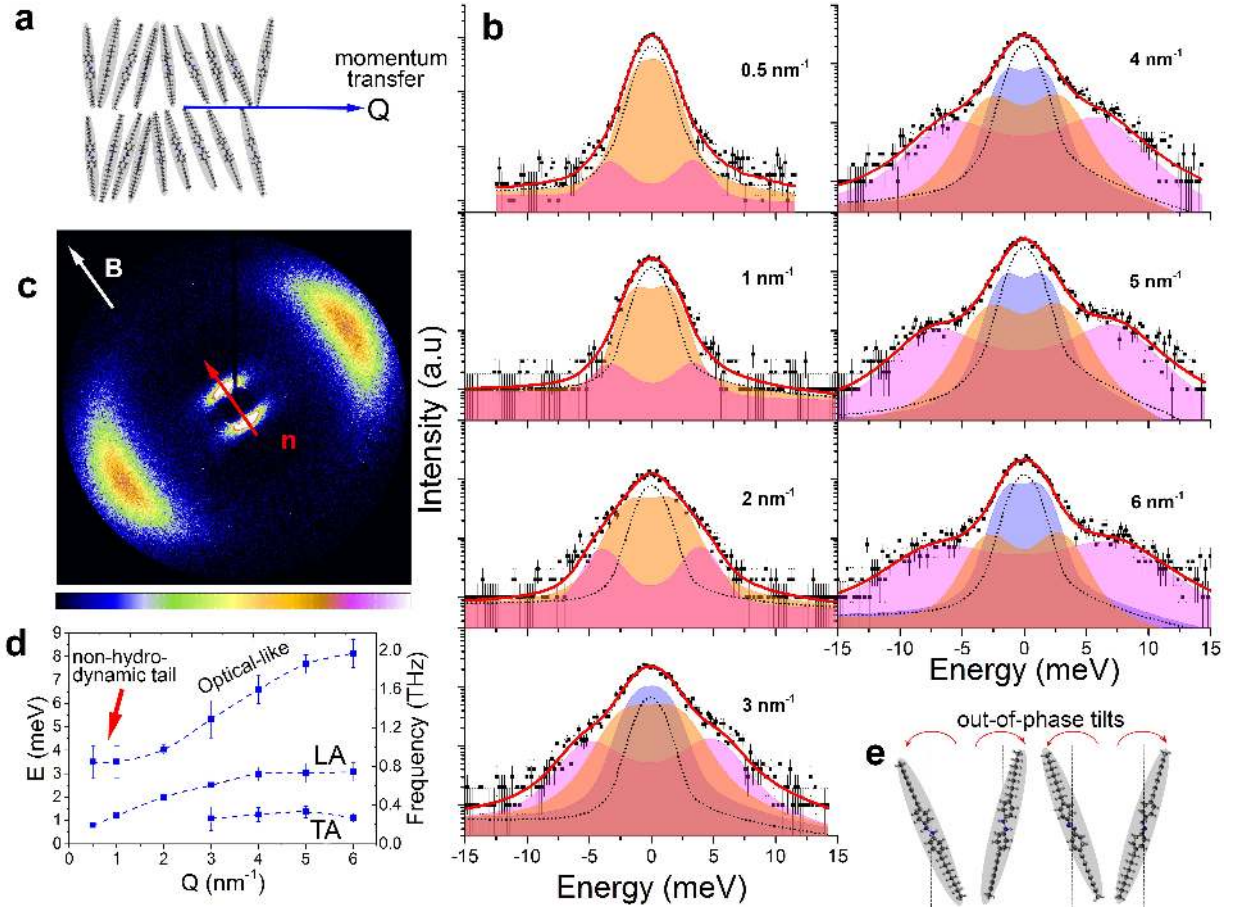 a
momentum
transfer
Q
b
0.5 nm-1
4 nm-1
1 nm-1
5 nm-1
2 nm-1
6 nm-1
3 nm-1
Intensity (a.u)
-15 -10 -5 0 5 10 15
Energy (meV)
-15 -10 -5 0 5 10 15
Energy (meV)
c
B
n
d
non-hydro-
dynamic tail
Optical-like
LA
TA
E (meV)
9
8
7
6
5
4
3
2
1
0
0 1 2 3 4 5 6
Q (nm-1)
2.0
1.6
1.2
0.8
0.4
0.0
Frequency (THz)
e
out-of-phase tilts